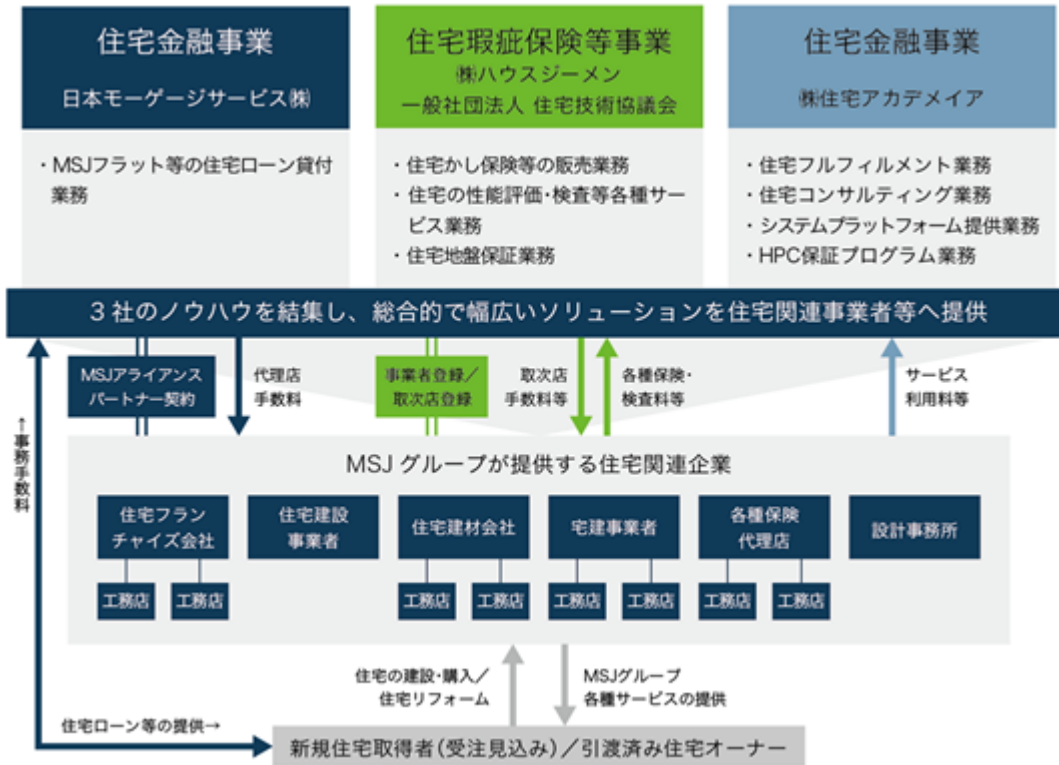 住宅金融事業
日本モーゲージサービス㈱
住宅瑕疵保険等事業
㈱ハウスジーメン
一般社団法人 住宅技術協議会
住宅金融事業
㈱住宅アカデメイア
・MSJフラット等の住宅ローン貸付
業務
・住宅かし保険等の販売業務
・住宅の性能評価・検査等各種サー
ビス業務
・住宅地盤保証業務
・住宅フルフィルメント業務
・住宅コンサルティング業務
・システムプラットフォーム提供業務
・HPC保証プログラム業務
3社のノウハウを結集し、総合的で幅広いソリューションを住宅関連事業者等へ提供
MSJアライアンス
パートナー契約
代理店
手数料
事業者登録／
取次店登録
取次店
手数料等
各種保険・
検査料等
サービス
利用料等
←事務手数料
MSJグループが提供する住宅関連企業
住宅フラン
チャイズ会社
住宅建設
事業者
住宅建材会社
宅建事業者
各種保険
代理店
設計事務所
工務店
工務店
工務店
工務店
工務店
工務店
工務店
工務店
住宅の建設・購入／
住宅リフォーム
MSJグループ
各種サービスの提供
住宅ローン等の提供→
新規住宅取得者(受注見込み)／引渡済み住宅オーナー